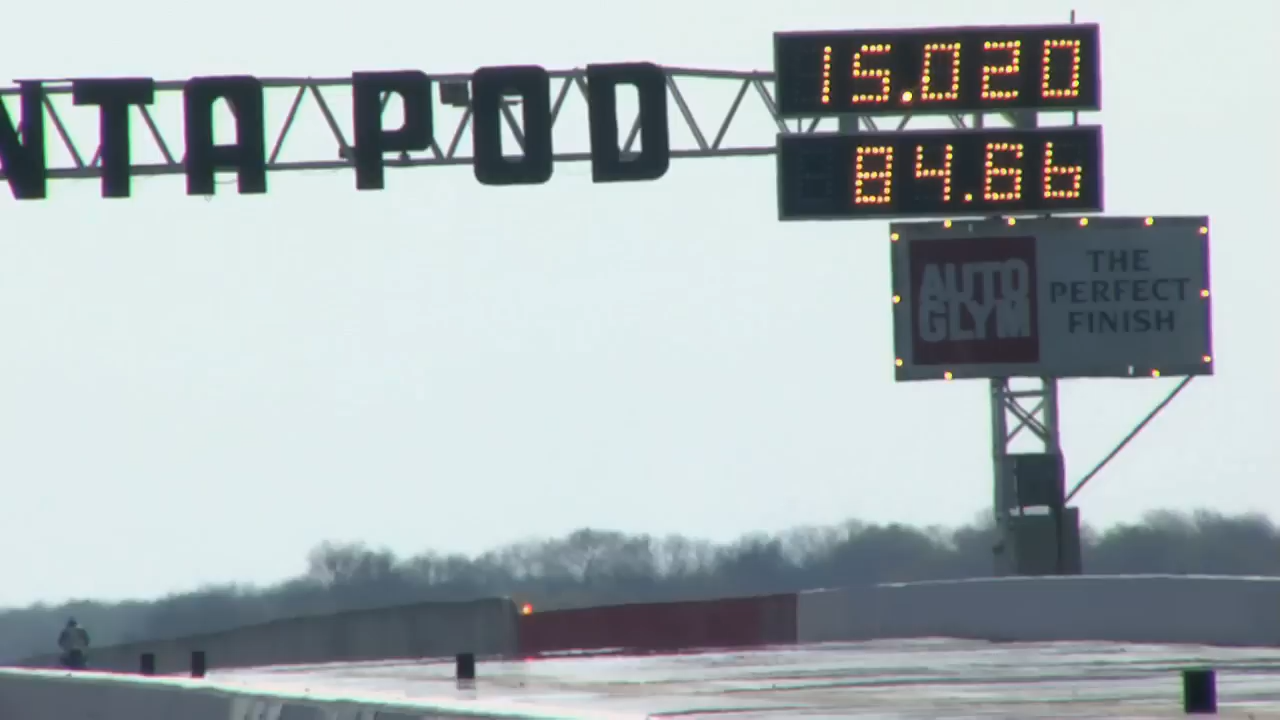 NTA POD
15.020
84.66
AUTO
GLYM
THE
PERFECT
FINISH